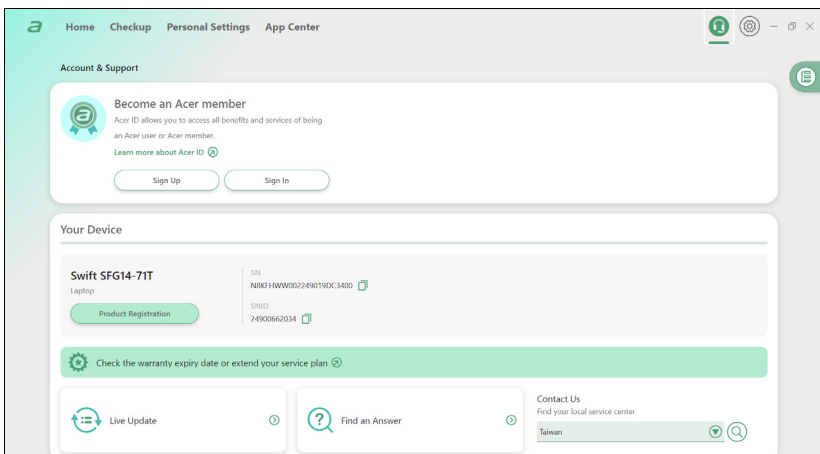 a Home Checkup Personal Settings App Center
Account & Support
Become an Acer member
Acer ID allows you to access all benefits and services of being
an Acer user or Acer member.
Learn more about Acer ID
Sign Up Sign In
Your Device
Swift SFG14-71T
Laptop
Product Registration
SN
N8KFHWW002249019DC3400
SNID
24900662034
Check the warranty expiry date or extend your service plan
Live Update
Find an Answer
Contact Us
Find your local service center
Taiwan